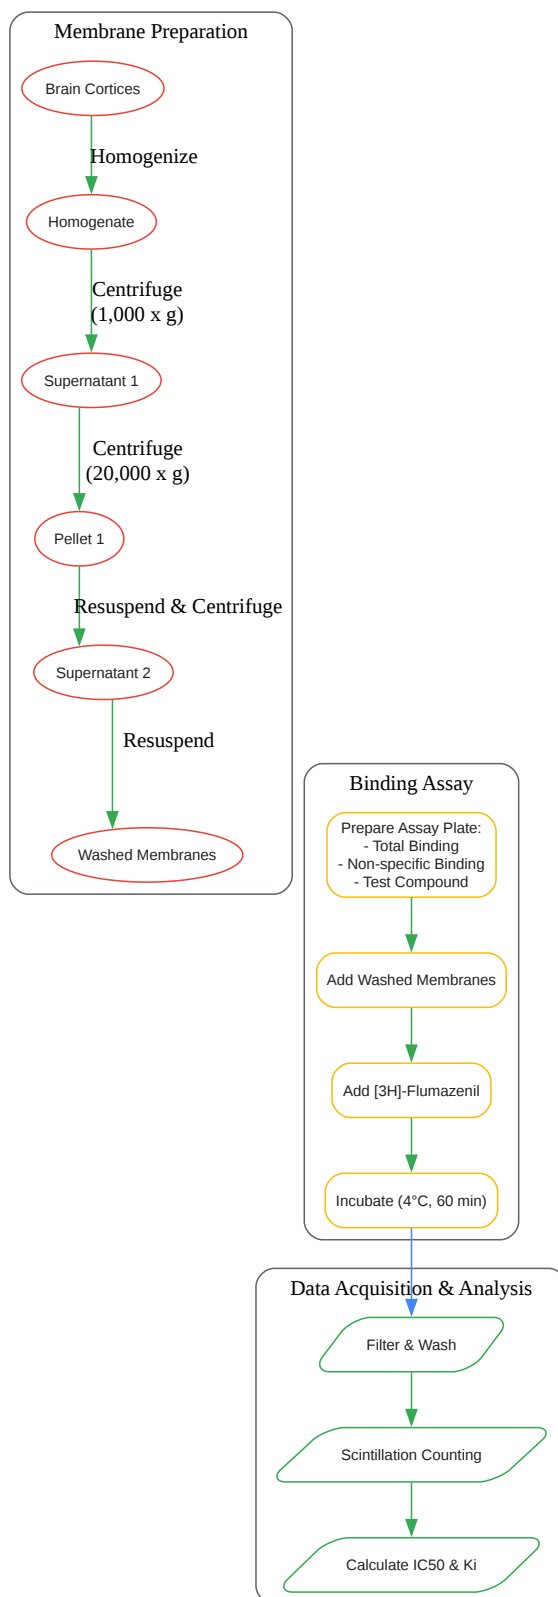 Membrane Preparation
Brain Cortices
Homogenize
Homogenate
Centrifuge
(1,000 x g)
Supernatant 1
Centrifuge
(20,000 x g)
Pellet 1
Resuspend & Centrifuge
Supernatant 2
Resuspend
Washed Membranes
Binding Assay
Prepare Assay Plate:
- Total Binding
- Non-specific Binding
- Test Compound
Add Washed Membranes
Add [3H]-Flumazenil
Incubate (4°C, 60 min)
Data Acquisition & Analysis
Filter & Wash
Scintillation Counting
Calculate IC50 & Ki